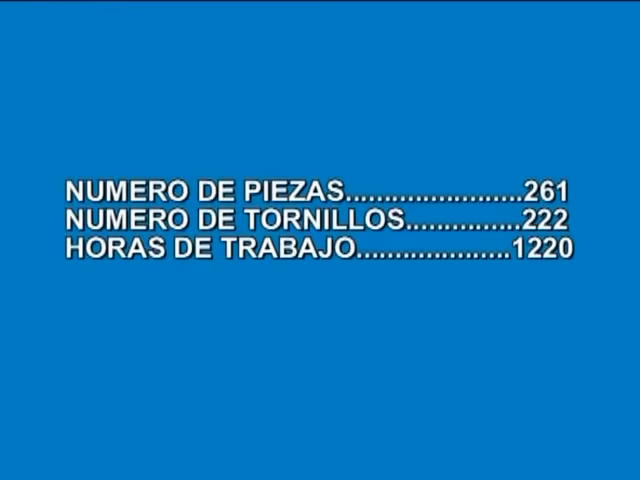 NUMERO DE PIEZAS.......................261
NUMERO DE TORNILLOS...............222
HORAS DE TRABAJO....................1220